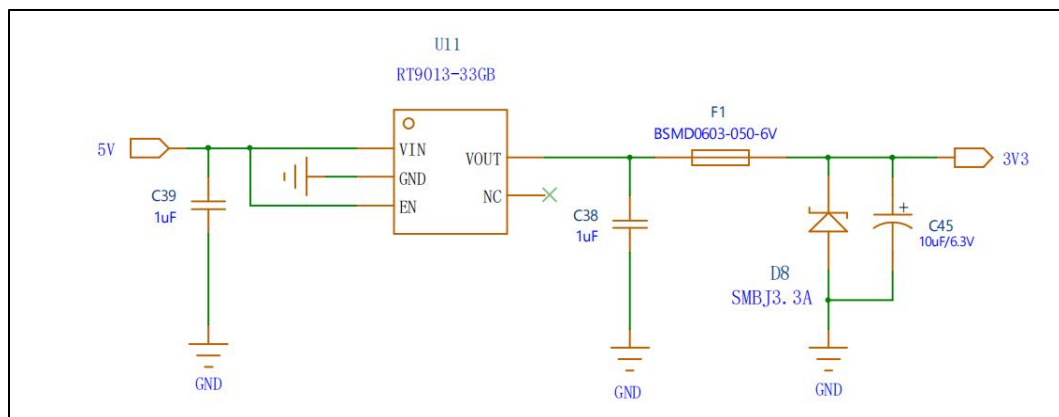 U11
RT9013-33GB
F1
BSMD0603-050-6V
5V
VIN
VOUT
3V3
GND
NC
C39
1uF
EN
C38
1uF
+
C45
10uF/6.3V
D8
SMBJ3.3A
GND
GND
GND